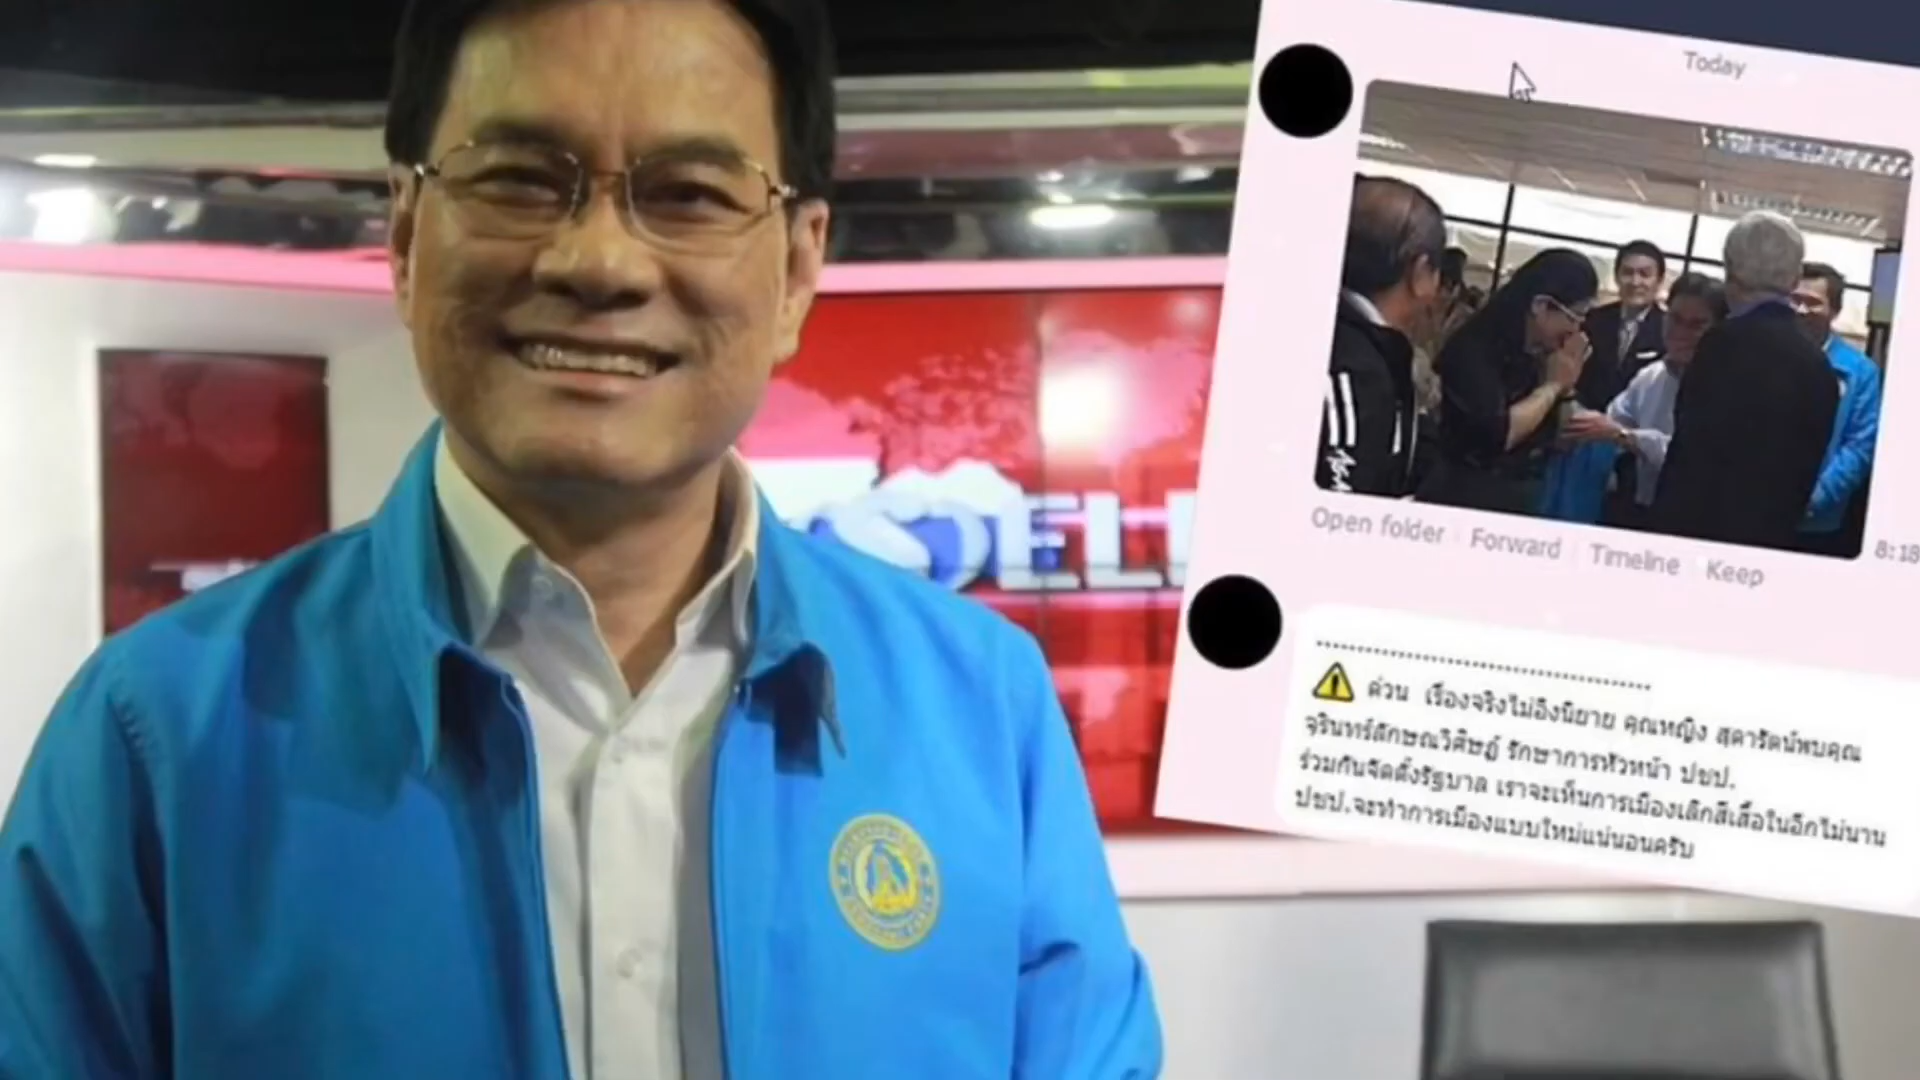 Today
Open folder Forward Timeline Keep
8:18
ด่วน เรื่องจริงไม่อิงนิยาย คุณหญิง สุดารัตน์พบคุณ
จุรินทร์ลักษณวิศิษฏ์ รักษาการหัวหน้า ปชป.
ร่วมกันจัดตั้งรัฐบาล เราจะเห็นการเมืองเลิกสีเสื้อในอีกไม่นาน
ปชป.จะทำการเมืองแบบใหม่แน่นอนครับ